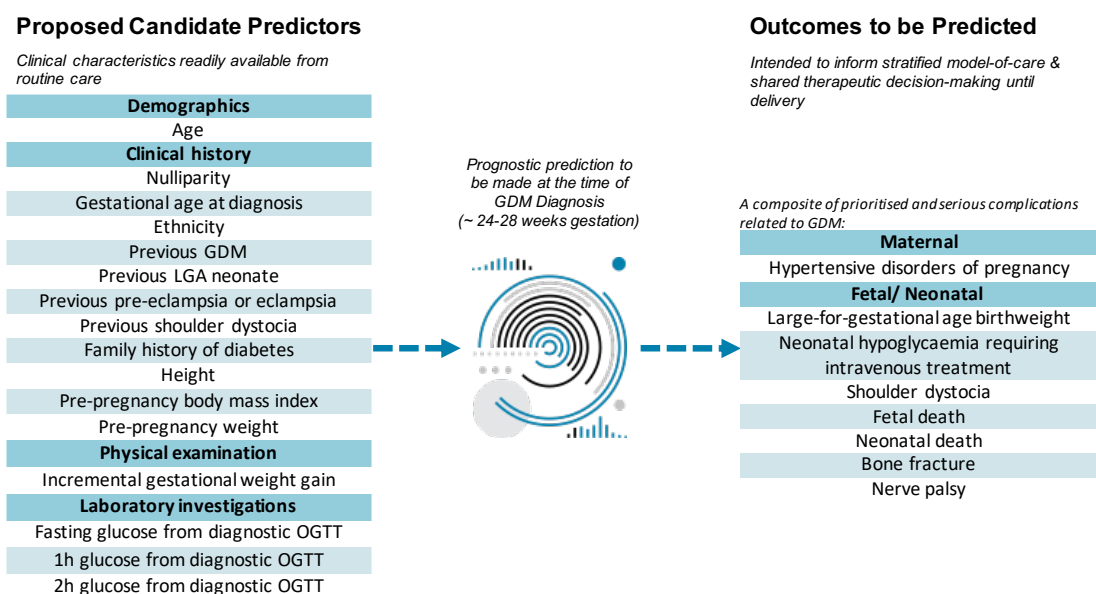 Proposed Candidate Predictors
Clinical characteristics readily available from
routine care
Demographics
Age
Clinical history
Nulliparity
Gestational age at diagnosis
Ethnicity
Previous GDM
Previous LGA neonate
Previous pre-eclampsia or eclampsia
Previous shoulder dystocia
Family history of diabetes
Height
Pre-pregnancy body mass index
Pre-pregnancy weight
Physical examination
Incremental gestational weight gain
Laboratory investigations
Fasting glucose from diagnostic OGTT
1h glucose from diagnostic OGTT
2h glucose from diagnostic OGTT
Prognostic prediction to
be made at the time of
GDM Diagnosis
(~ 24-28 weeks gestation)
Outcomes to be Predicted
Intended to inform stratified model-of-care &
shared therapeutic decision-making until
delivery
A composite of prioritised and serious complications
related to GDM:
Maternal
Hypertensive disorders of pregnancy
Fetal/ Neonatal
Large-for-gestational age birthweight
Neonatal hypoglycaemia requiring
intravenous treatment
Shoulder dystocia
Fetal death
Neonatal death
Bone fracture
Nerve palsy